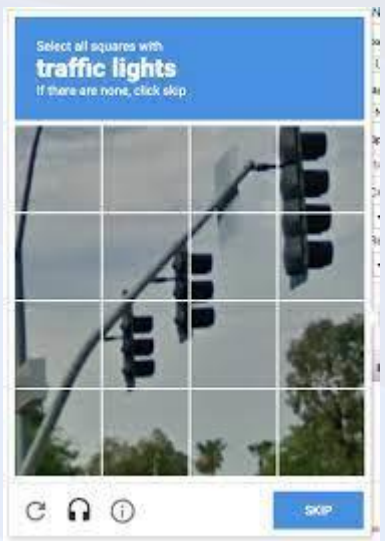 Select all squares with
traffic lights
If there are none, click skip
SKIP